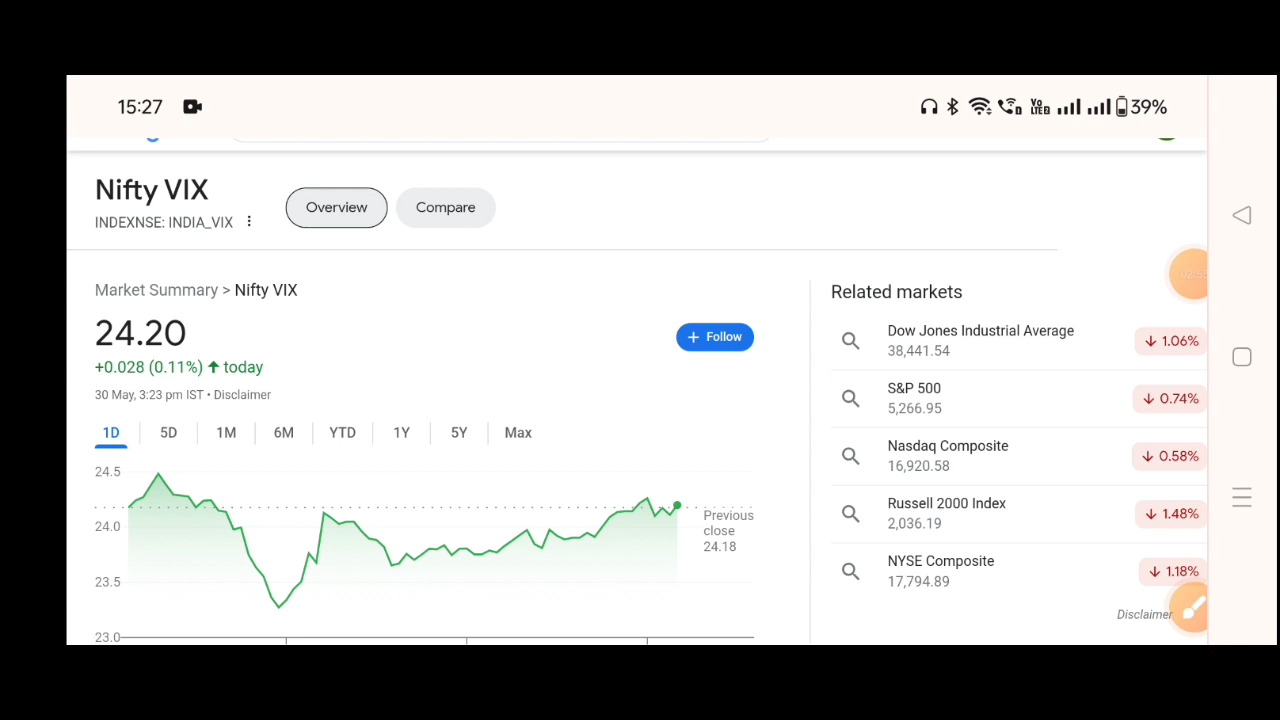 15:27
Vo
LTE
39%
Nifty VIX
INDEXNSE: INDIA_VIX
Overview
Compare
Market Summary > Nifty VIX
24.20
+0.028 (0.11%) ↑ today
30 May, 3:23 pm IST • Disclaimer
+ Follow
1D
5D
1M
6M
YTD
1Y
5Y
Max
24.5
24.0
23.5
23.0
Previous
close
24.18
Related markets
Dow Jones Industrial Average
38,441.54
↓ 1.06%
S&P 500
5,266.95
↓ 0.74%
Nasdaq Composite
16,920.58
↓ 0.58%
Russell 2000 Index
2,036.19
↓ 1.48%
NYSE Composite
17,794.89
↓ 1.18%
Disclaimer